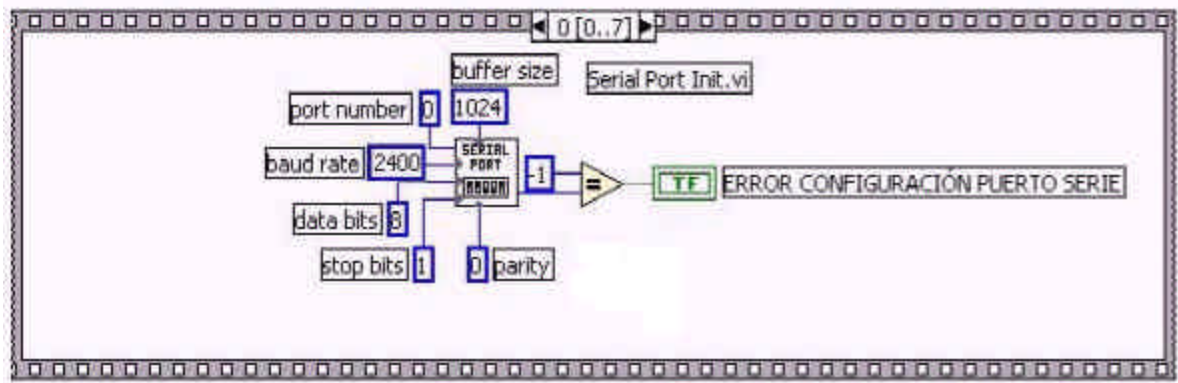 0 [0..7]
buffer size
Serial Port Init.vi
port number 0 1024
SERIAL
baud rate 2400 PORT -1 = TF ERROR CONFIGURACIÓN PUERTO SERIE
data bits 8
stop bits 1 0 parity